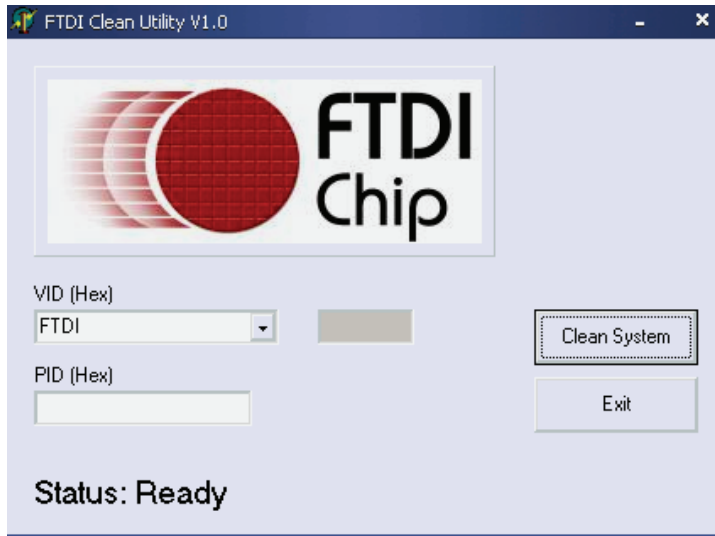 FTDI Clean Utility V1.0
FTDI
Chip
VID (Hex)
FTDI
Clean System
PID (Hex)
Exit
Status: Ready